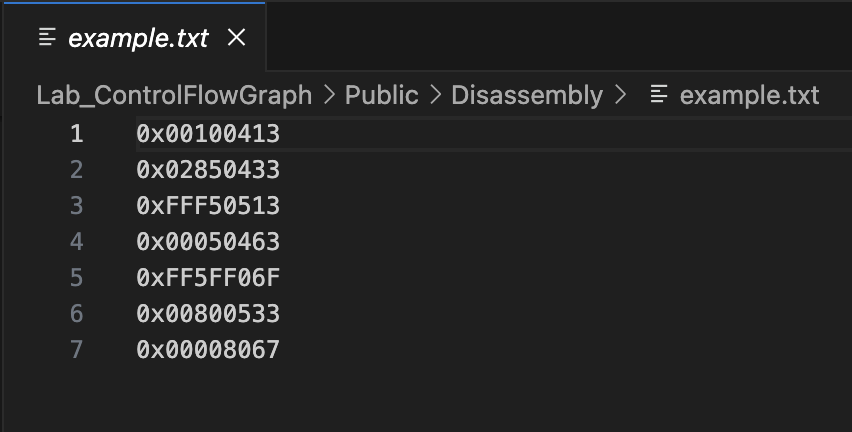 example.txt
Lab_ControlFlowGraph > Public > Disassembly > example.txt
1 0x00100413
2 0x02850433
3 0xFFF50513
4 0x00050463
5 0xFF5FF06F
6 0x00800533
7 0x00008067